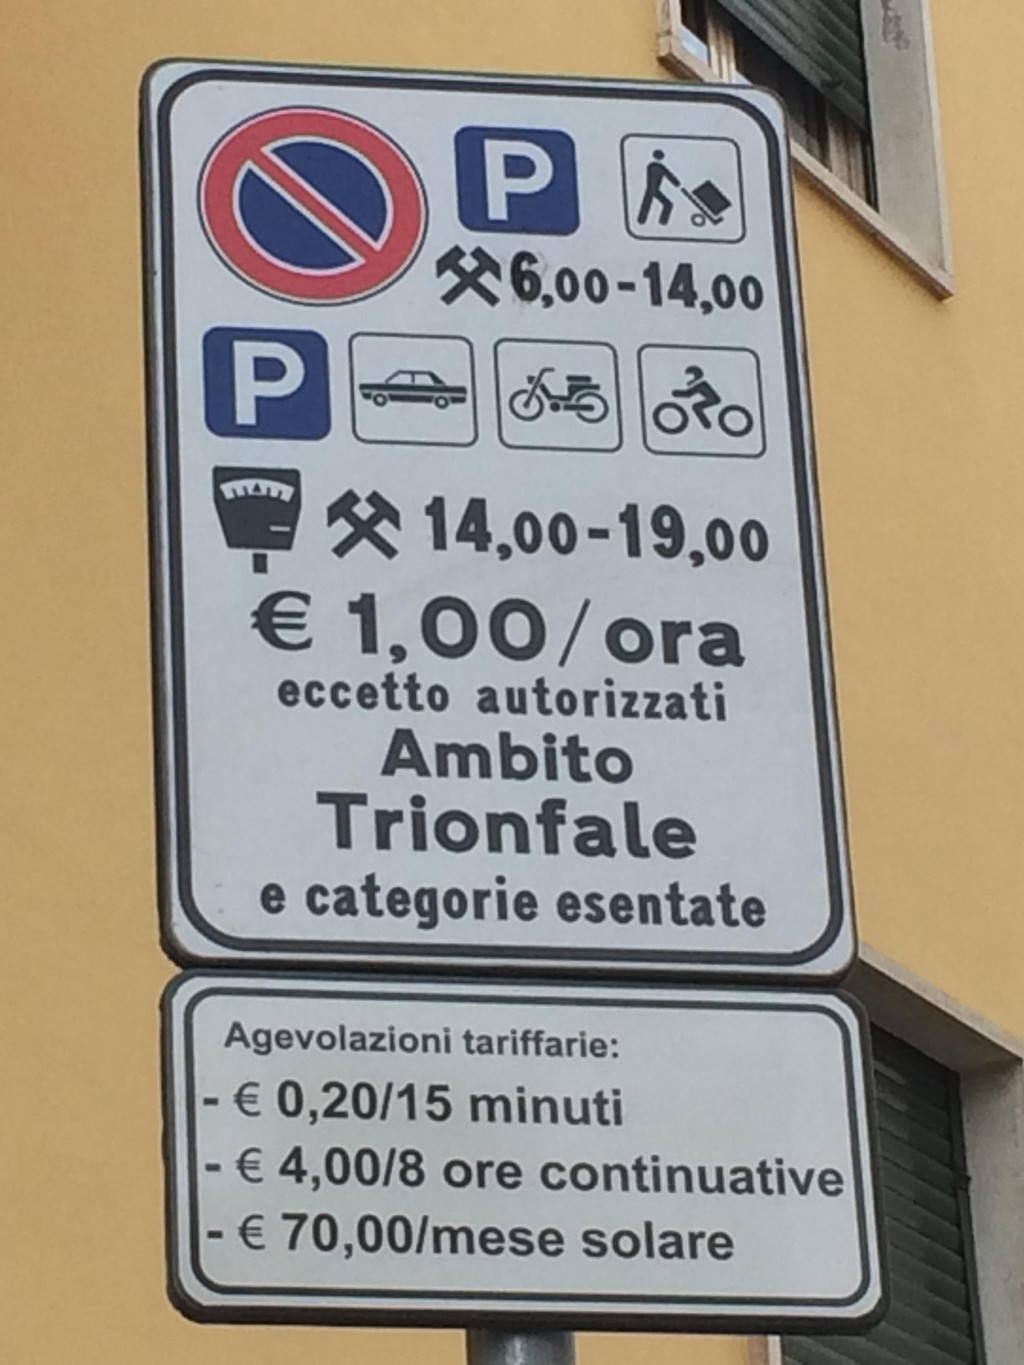 P
6,00-14,00
P
14,00-19,00
€ 1,00/ora
eccetto autorizzati
Ambito
Trionfale
e categorie esentate
Agevolazioni tariffarie:
- € 0,20/15 minuti
- € 4,00/8 ore continuative
- € 70,00/mese solare